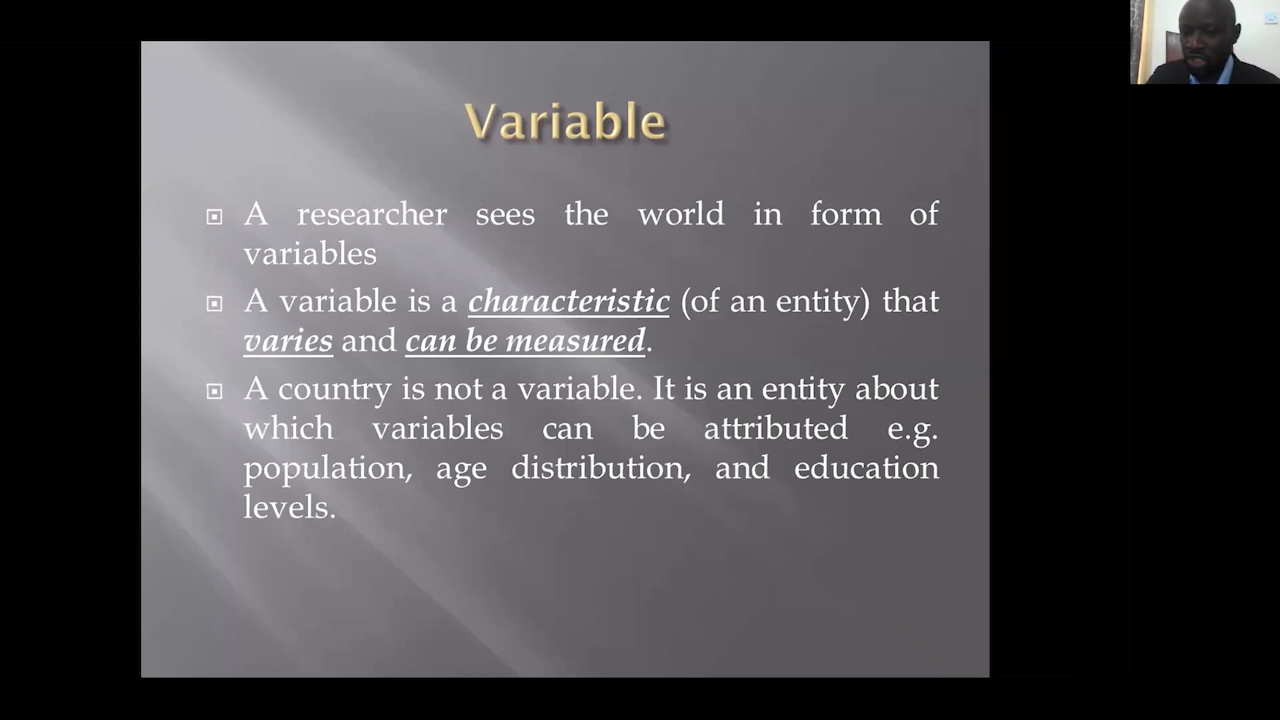 Variable
A researcher sees the world in form of
variables
A variable is a characteristic (of an entity) that
varies and can be measured.
A country is not a variable. It is an entity about
which variables can be attributed e.g.
population, age distribution, and education
levels.